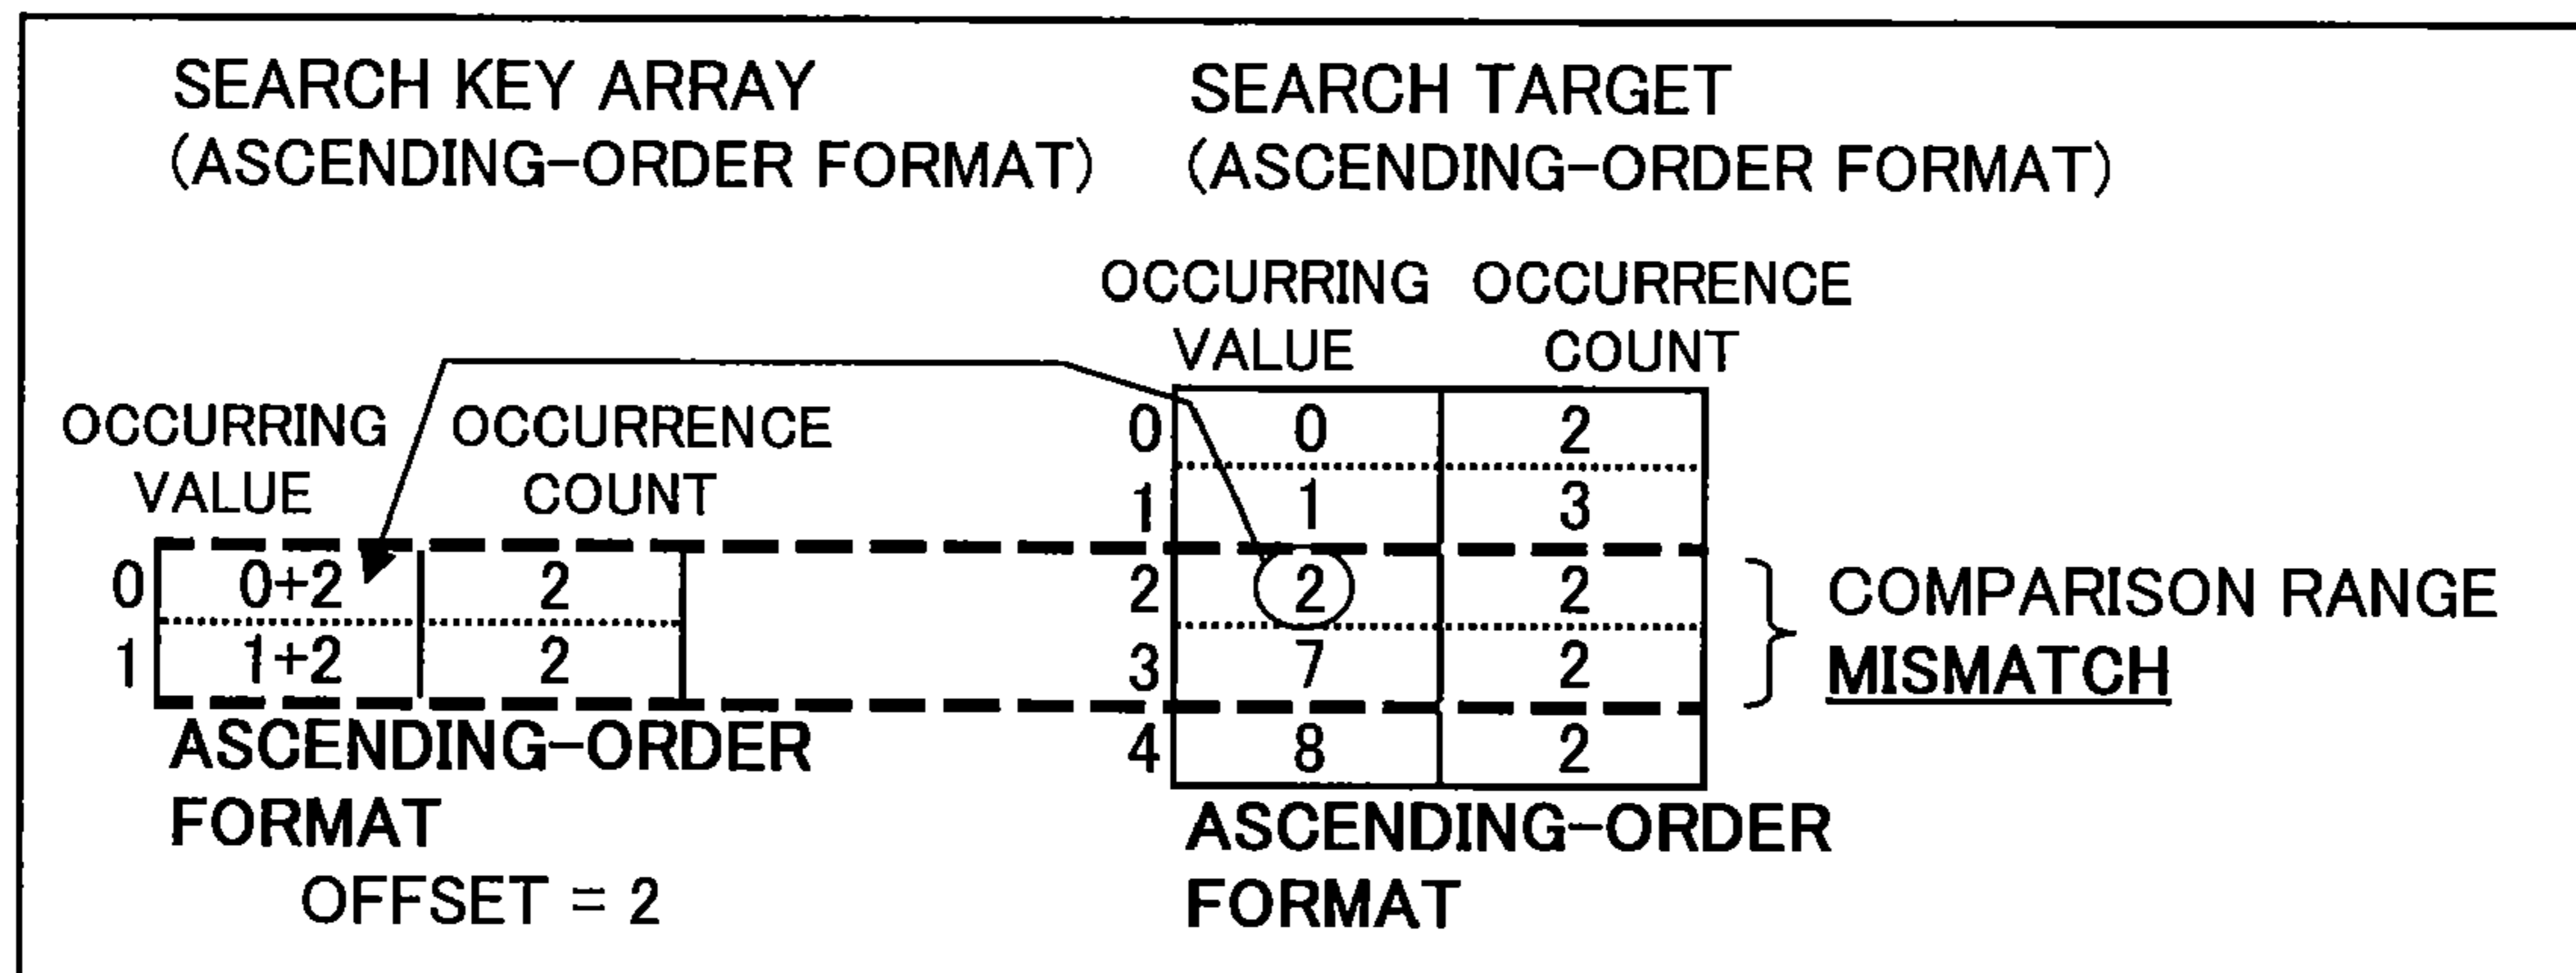 SEARCH KEY ARRAY
(ASCENDING-ORDER FORMAT)
SEARCH TARGET
(ASCENDING-ORDER FORMAT)
OCCURRING VALUE
OCCURRENCE COUNT
0 0+2 2
1 1+2 2
ASCENDING-ORDER
FORMAT
OFFSET = 2
OCCURRING VALUE
OCCURRENCE COUNT
0 0 2
1 1 3
2 2 2
3 7 2
4 8 2
ASCENDING-ORDER
FORMAT
COMPARISON RANGE
MISMATCH